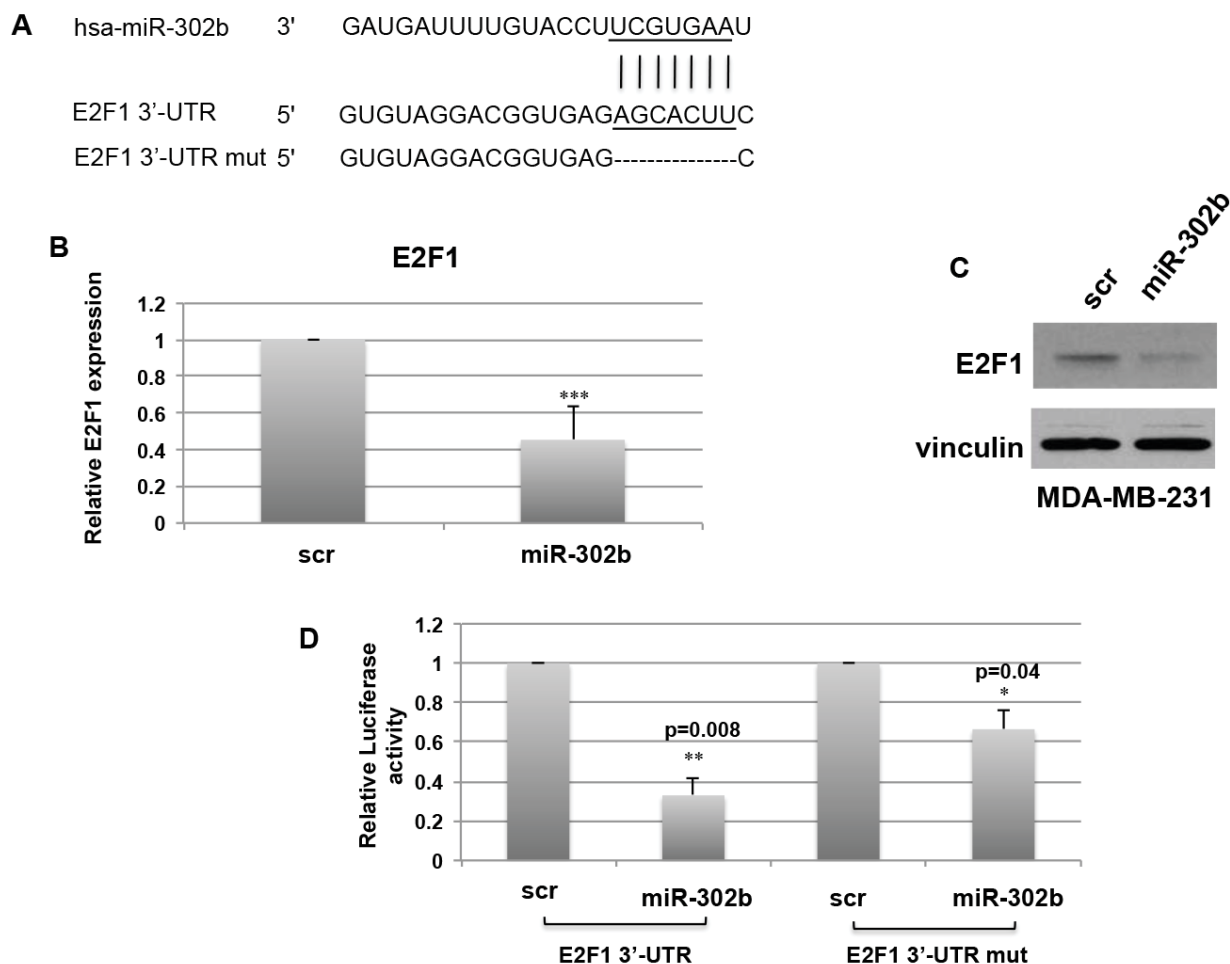 A
hsa-miR-302b 3' GAUGAUUUUGUACCUUCGUGAAU
E2F1 3’-UTR 5' GUGUAGGACGGUGAGAGCACUUC
E2F1 3’-UTR mut 5' GUGUAGGACGGUGAG---------------C
B
E2F1
Relative E2F1 expression
1.2
1
0.8
0.6
0.4
0.2
0
***
scr miR-302b
C
scr miR-302b
E2F1
vinculin
MDA-MB-231
D
Relative Luciferase
activity
1.2
1
0.8
0.6
0.4
0.2
0
p=0.008
**
p=0.04
*
scr miR-302b scr miR-302b
E2F1 3’-UTR E2F1 3’-UTR mut